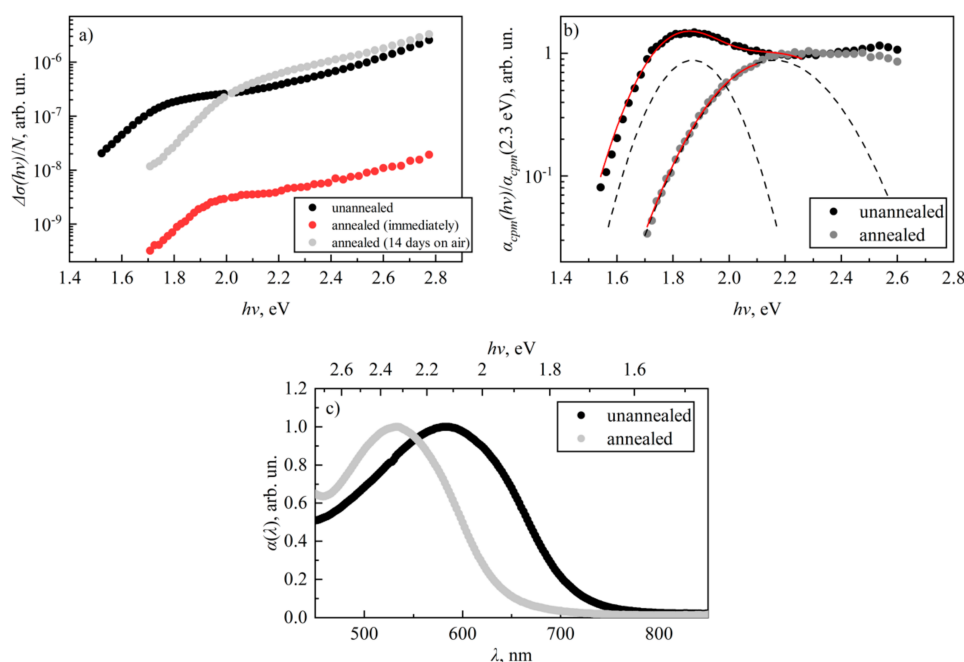 a)
Δσ(hν)/N, arb. un.
10⁻⁶
10⁻⁷
10⁻⁸
10⁻⁹
unannealed
annealed (immediately)
annealed (14 days on air)
1.4 1.6 1.8 2.0 2.2 2.4 2.6 2.8
hν, eV
b)
α_cpm(hν)/α_cpm(2.3 eV), arb. un.
1
10⁻¹
unannealed
annealed
1.4 1.6 1.8 2.0 2.2 2.4 2.6 2.8
hν, eV
hν, eV
2.6 2.4 2.2 2 1.8 1.6
c)
α(λ), arb. un.
1.2
1.0
0.8
0.6
0.4
0.2
0.0
unannealed
annealed
500 600 700 800
λ, nm